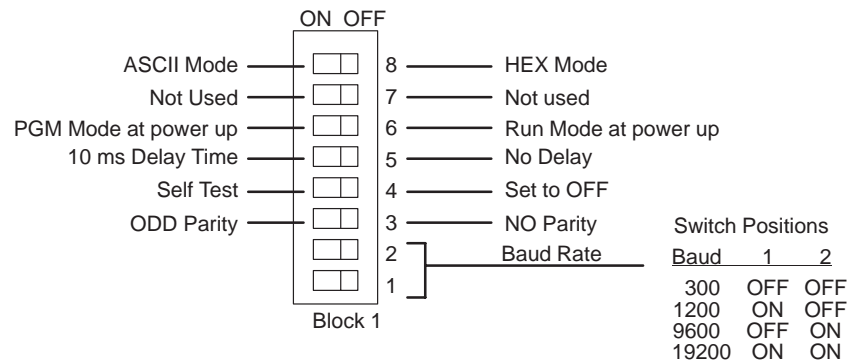 ON OFF
ASCII Mode 8 HEX Mode
Not Used 7 Not used
PGM Mode at power up 6 Run Mode at power up
10 ms Delay Time 5 No Delay
Self Test 4 Set to OFF
ODD Parity 3 NO Parity
2 Baud Rate
1
Block 1
Switch Positions
Baud 1 2
300 OFF OFF
1200 ON OFF
9600 OFF ON
19200 ON ON